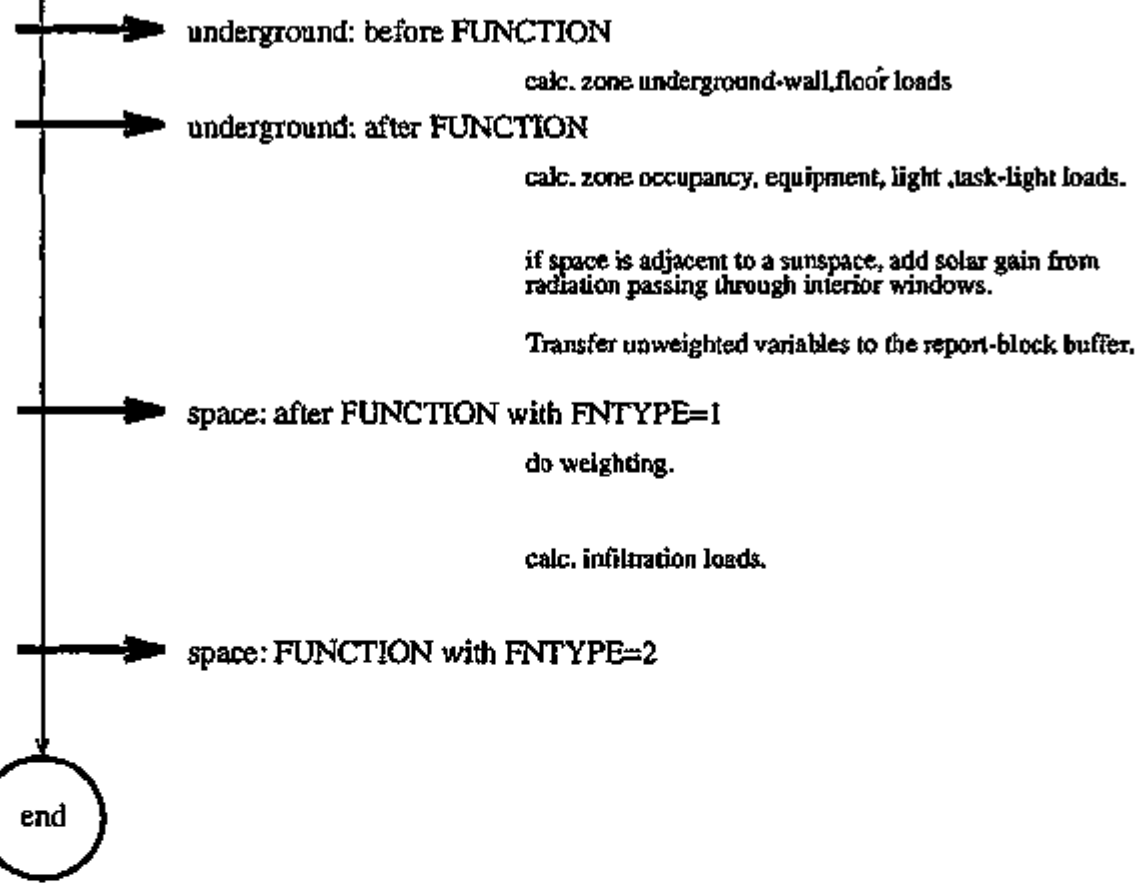 underground: before FUNCTION
calc. zone underground-wall,floor loads
underground: after FUNCTION
calc. zone occupancy, equipment, light ,task-light loads.
if space is adjacent to a sunspace, add solar gain from
radiation passing through interior windows.
Transfer unweighted variables to the report-block buffer.
space: after FUNCTION with FNTYPE=1
do weighting.
calc. infiltration loads.
space: FUNCTION with FNTYPE=2
end